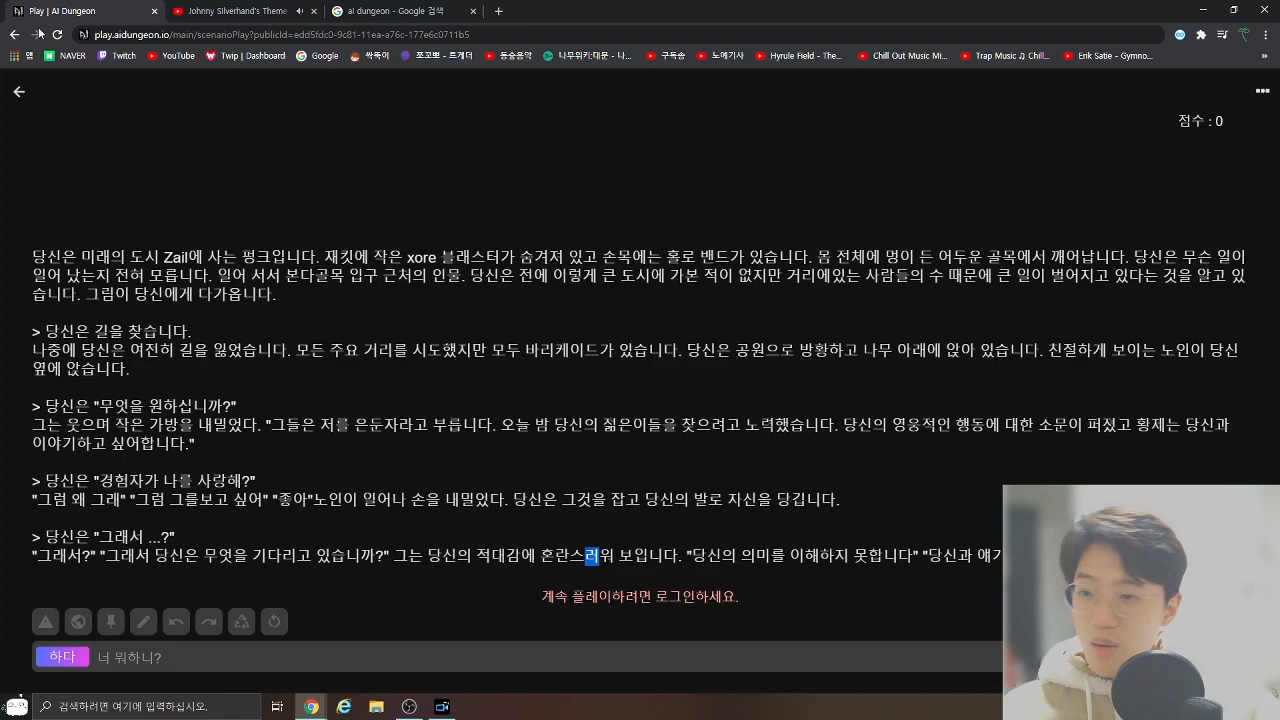 Play | AI Dungeon
Johnny Silverhand's Theme
ai dungeon - Google 검색
play.aidungeon.io/main/scenarioPlay?publicId=edd5fdc0-9c81-11ea-a76c-177e6c0711b5
앱 NAVER Twitch YouTube Twip | Dashboard Google 싹뚝이 쪼꼬뽀 - 트게더 동숲음악 나무위키:대문 - 나... 구독송 노예기사 Hyrule Field - The... Chill Out Music Mi... Trap Music ♫ Chill... Erik Satie - Gymno...
점수 : 0
당신은 미래의 도시 Zail에 사는 펑크입니다. 재킷에 작은 xore 블래스터가 숨겨져 있고 손목에는 홀로 밴드가 있습니다. 몸 전체에 멍이 든 어두운 골목에서 깨어납니다. 당신은 무슨 일이
일어 났는지 전혀 모릅니다. 일어 서서 본다골목 입구 근처의 인물. 당신은 전에 이렇게 큰 도시에 가본 적이 없지만 거리에있는 사람들의 수 때문에 큰 일이 벌어지고 있다는 것을 알고 있
습니다. 그림이 당신에게 다가옵니다.
> 당신은 길을 찾습니다.
나중에 당신은 여전히 길을 잃었습니다. 모든 주요 거리를 시도했지만 모두 바리케이드가 있습니다. 당신은 공원으로 방황하고 나무 아래에 앉아 있습니다. 친절하게 보이는 노인이 당신
옆에 앉습니다.
> 당신은 "무엇을 원하십니까?"
그는 웃으며 작은 가방을 내밀었다. "그들은 저를 은둔자라고 부릅니다. 오늘 밤 당신의 젊은이들을 찾으려고 노력했습니다. 당신의 영웅적인 행동에 대한 소문이 퍼졌고 황제는 당신과
이야기하고 싶어합니다."
> 당신은 "경험자가 나를 사랑해?"
"그럼 왜 그래" "그럼 그를보고 싶어" "좋아"노인이 일어나 손을 내밀었다. 당신은 그것을 잡고 당신의 발로 자신을 당깁니다.
> 당신은 "그래서 ...?"
"그래서?" "그래서 당신은 무엇을 기다리고 있습니까?" 그는 당신의 적대감에 혼란스러워 보입니다. "당신의 의미를 이해하지 못합니다" "당신과 얘기
계속 플레이하려면 로그인하세요.
하다 너 뭐하니?
검색하려면 여기에 입력하십시오.